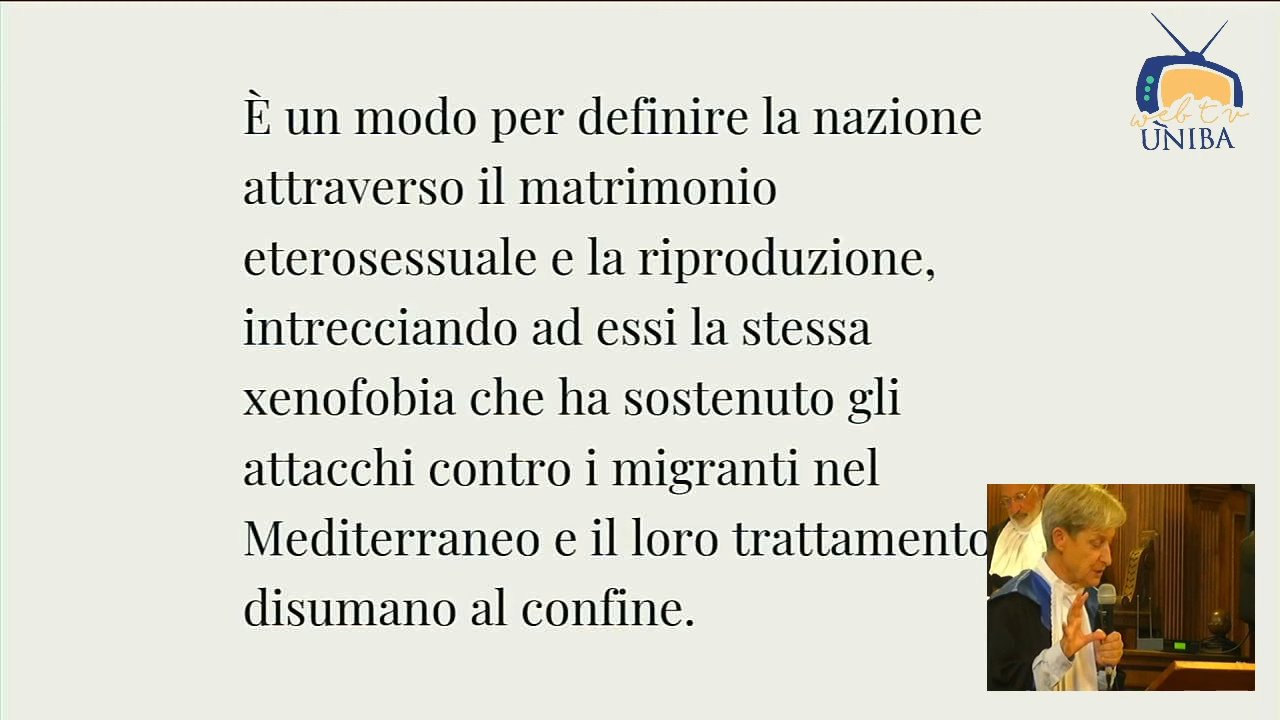 È un modo per definire la nazione
attraverso il matrimonio
eterosessuale e la riproduzione,
intrecciando ad essi la stessa
xenofobia che ha sostenuto gli
attacchi contro i migranti nel
Mediterraneo e il loro trattamento
disumano al confine.
web tv
UNIBA